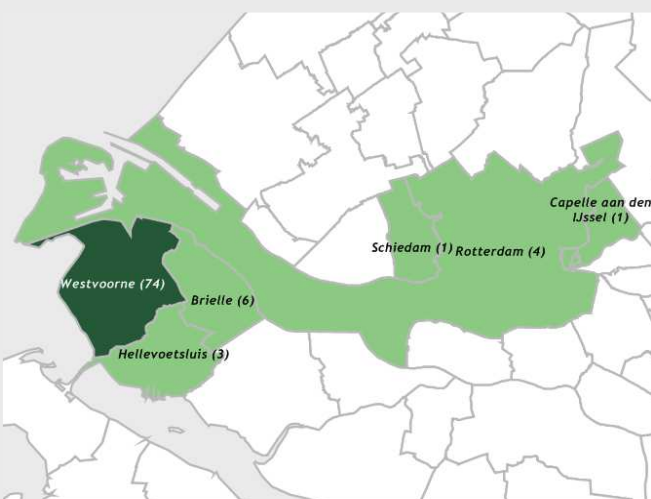 Capelle aan den
IJssel (1)
Schiedam (1)
Rotterdam (4)
Westvoorne (74)
Brielle (6)
Hellevoetsluis (3)